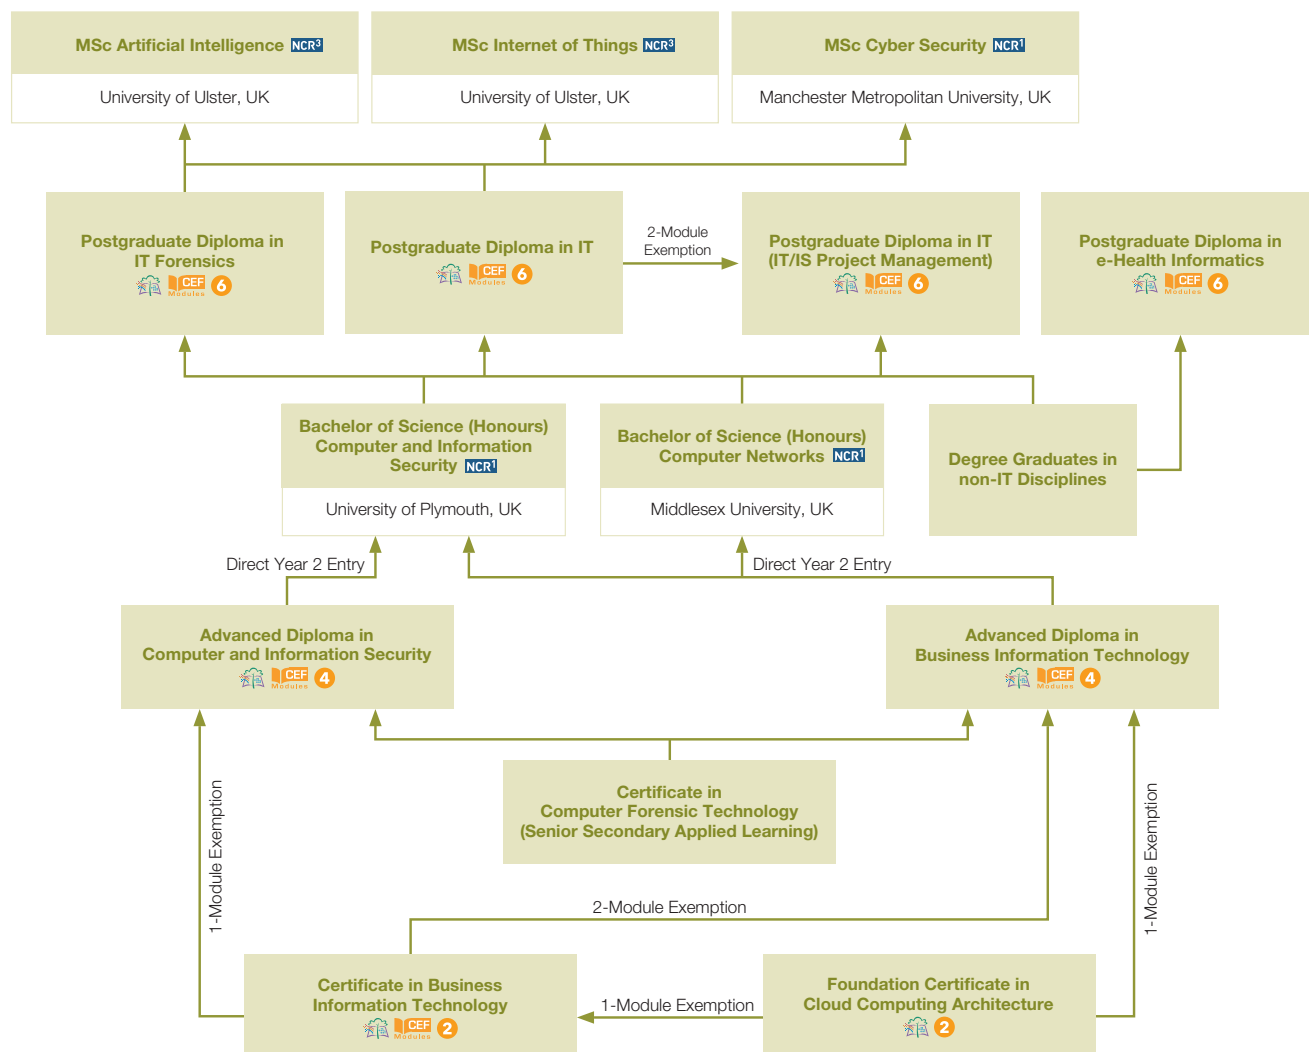 MSc Artificial Intelligence NCR3
University of Ulster, UK
MSc Internet of Things NCR3
University of Ulster, UK
MSc Cyber Security NCR1
Manchester Metropolitan University, UK
Postgraduate Diploma in
IT Forensics
CEF
Modules
6
Postgraduate Diploma in IT
CEF
Modules
6
2-Module
Exemption
Postgraduate Diploma in IT
(IT/IS Project Management)
CEF
Modules
6
Postgraduate Diploma in
e-Health Informatics
CEF
Modules
6
Bachelor of Science (Honours)
Computer and Information
Security NCR1
University of Plymouth, UK
Bachelor of Science (Honours)
Computer Networks NCR1
Middlesex University, UK
Degree Graduates in
non-IT Disciplines
Direct Year 2 Entry
Direct Year 2 Entry
Advanced Diploma in
Computer and Information Security
CEF
Modules
4
Advanced Diploma in
Business Information Technology
CEF
Modules
4
Certificate in
Computer Forensic Technology
(Senior Secondary Applied Learning)
1-Module Exemption
2-Module Exemption
1-Module Exemption
Certificate in Business
Information Technology
CEF
Modules
2
1-Module Exemption
Foundation Certificate in
Cloud Computing Architecture
2